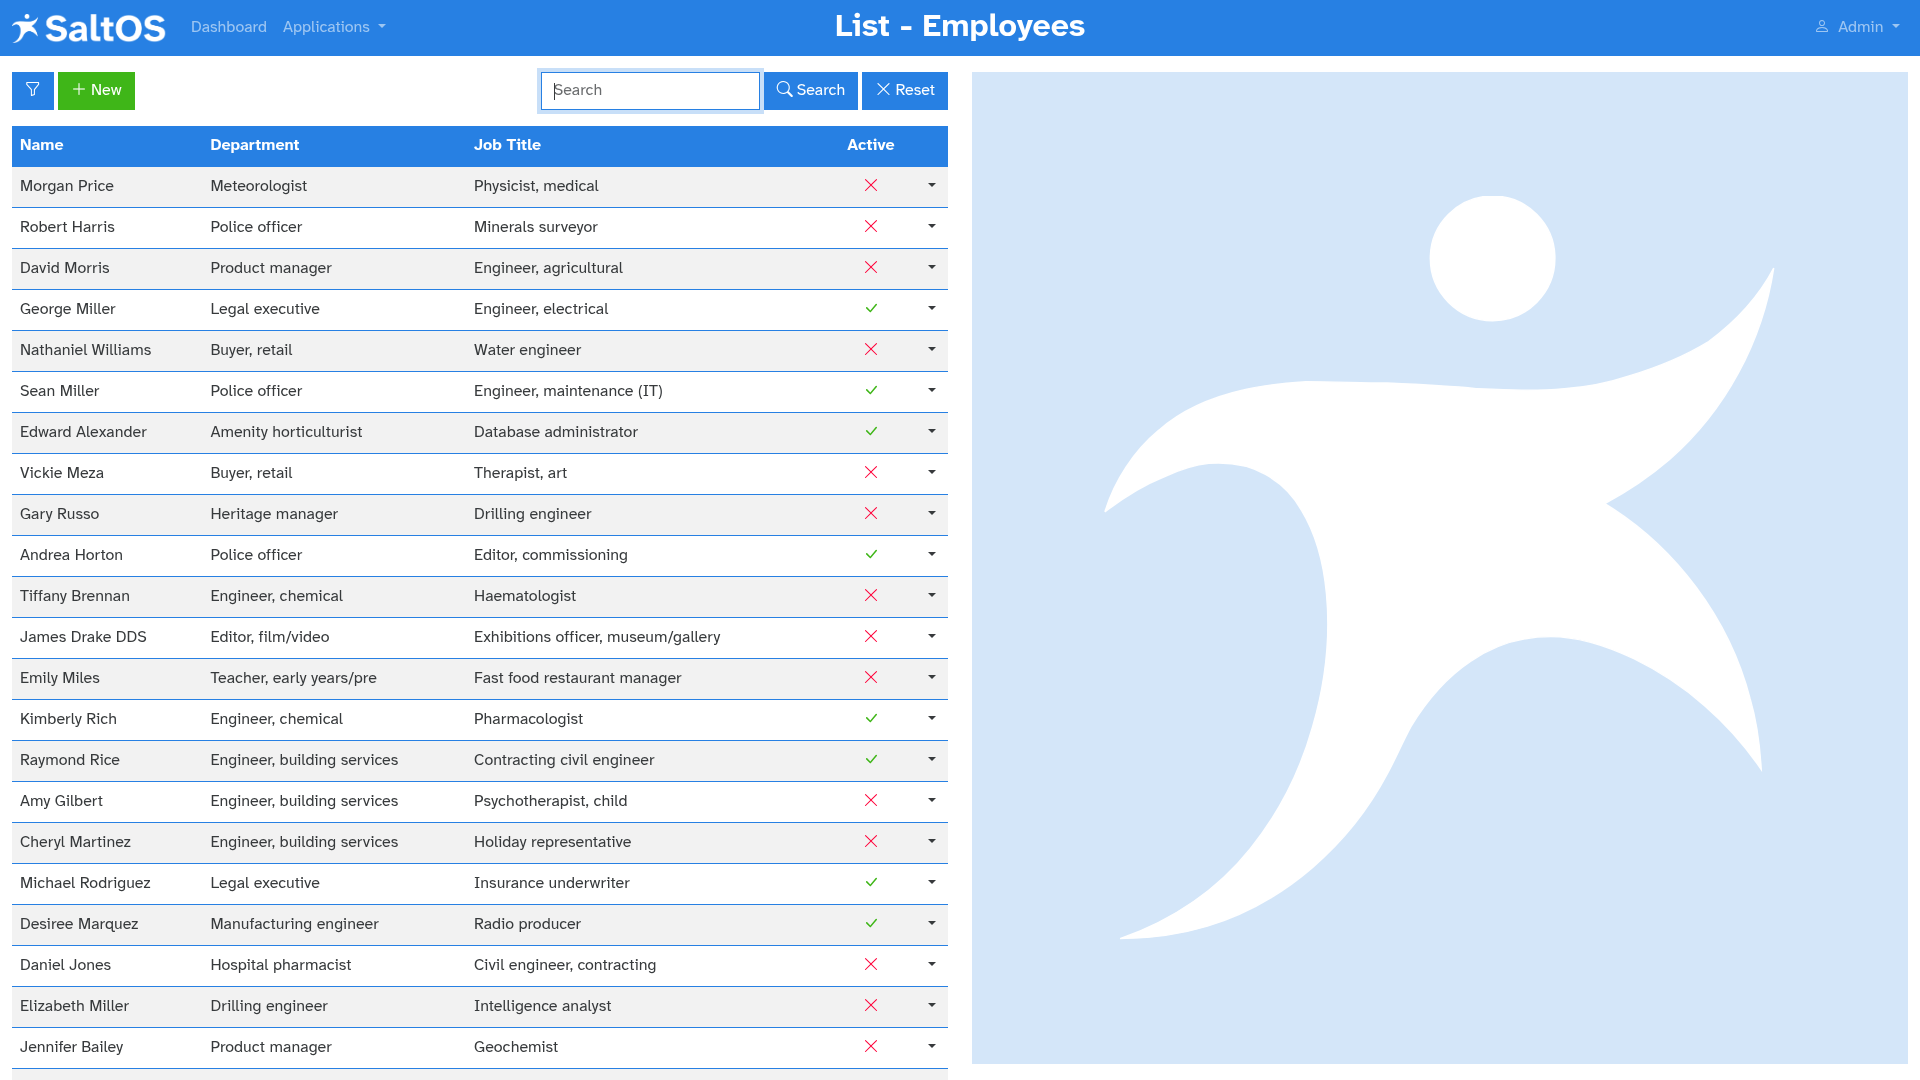 SaltOS Dashboard Applications List - Employees Admin
New Search Search Reset
Name Department Job Title Active
Morgan Price Meteorologist Physicist, medical
Robert Harris Police officer Minerals surveyor
David Morris Product manager Engineer, agricultural
George Miller Legal executive Engineer, electrical
Nathaniel Williams Buyer, retail Water engineer
Sean Miller Police officer Engineer, maintenance (IT)
Edward Alexander Amenity horticulturist Database administrator
Vickie Meza Buyer, retail Therapist, art
Gary Russo Heritage manager Drilling engineer
Andrea Horton Police officer Editor, commissioning
Tiffany Brennan Engineer, chemical Haematologist
James Drake DDS Editor, film/video Exhibitions officer, museum/gallery
Emily Miles Teacher, early years/pre Fast food restaurant manager
Kimberly Rich Engineer, chemical Pharmacologist
Raymond Rice Engineer, building services Contracting civil engineer
Amy Gilbert Engineer, building services Psychotherapist, child
Cheryl Martinez Engineer, building services Holiday representative
Michael Rodriguez Legal executive Insurance underwriter
Desiree Marquez Manufacturing engineer Radio producer
Daniel Jones Hospital pharmacist Civil engineer, contracting
Elizabeth Miller Drilling engineer Intelligence analyst
Jennifer Bailey Product manager Geochemist